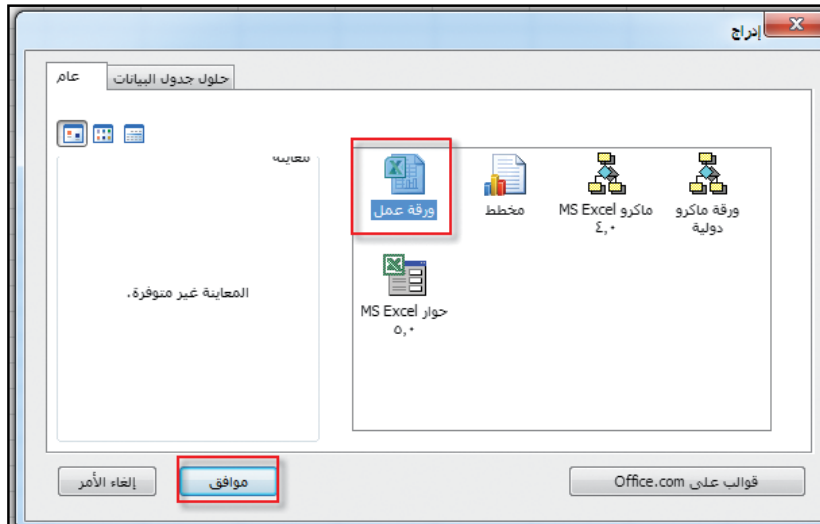 إدراج
عام
حلول جدول البيانات
ورقة عمل
مخطط
ماكرو MS Excel
٤,٠
ورقة ماكرو
دولية
حوار MS Excel
٥,٠
معاينة
المعاينة غير متوفرة.
قوالب على Office.com
موافق
إلغاء الأمر